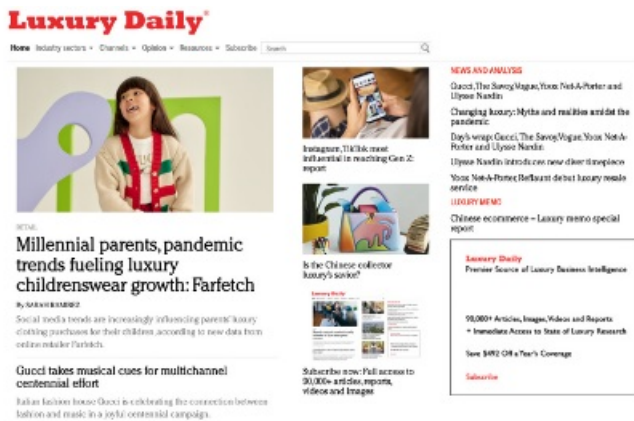 Luxury Daily
Home Industry sectors Channels Opinion Resources Subscribe Search
RETAIL
Millennial parents, pandemic
trends fueling luxury
childrenswear growth: Farfetch
By SARAH RAMIREZ
Social media trends are increasingly influencing parents' luxury
clothing purchases for their children, according to new data from
online retailer Farfetch.
Gucci takes musical cues for multichannel
centennial effort
Italian fashion house Gucci is celebrating the connection between
fashion and music in a joyful centennial campaign.
Instagram, TikTok most
influential in reaching Gen Z:
report
Is the Chinese collector
luxury's savior?
Luxury Daily
Subscribe now: Full access to
90,000+ articles, reports,
videos and images
NEWS AND ANALYSIS
Gucci, The Savoy, Vogue, Yoox Net-A-Porter and
Ulysse Nardin
Changing luxury: Myths and realities amidst the
pandemic
Day's wrap: Gucci, The Savoy, Vogue, Yoox Net-A-
Porter and Ulysse Nardin
Ulysse Nardin introduces new diver timepiece
Yoox Net-A-Porter, Reflaunt debut luxury resale
service
LUXURY MEMO
Chinese ecommerce – Luxury memo special
report
Luxury Daily
Premier Source of Luxury Business Intelligence
90,000+ Articles, Images, Videos and Reports
+ Immediate Access to State of Luxury Research
Save $492 Off a Year's Coverage
Subscribe